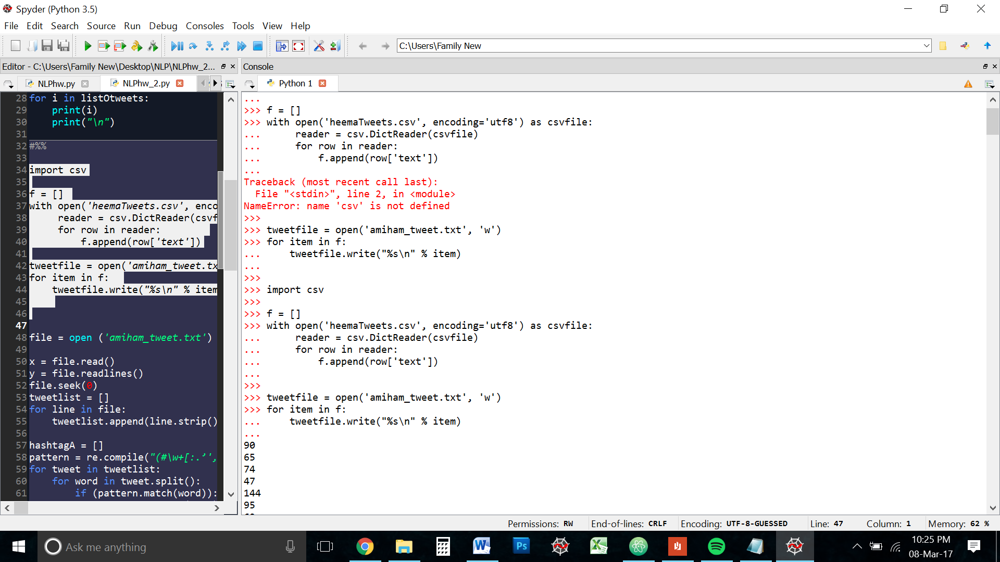 Spyder (Python 3.5)
File Edit Search Source Run Debug Consoles Tools View Help
C:\Users\Family New
Editor - C:\Users\Family New\Desktop\NLP\NLPhw_2...
NLPhw.py NLPhw_2.py
28 for i in listOtweets:
29     print(i)
30     print("\n")
31
32 #%%
33
34 import csv
35
36 f = []
37 with open('heemaTweets.csv', enco
38      reader = csv.DictReader(csvf
39      for row in reader:
40          f.append(row['text'])
41
42 tweetfile = open('amiham_tweet.tx
43 for item in f:
44     tweetfile.write("%s\n" % item
45
46
47
48 file = open ('amiham_tweet.txt')
49
50 x = file.read()
51 y = file.readlines()
52 file.seek(0)
53 tweetlist = []
54 for line in file:
55     tweetlist.append(line.strip()
56
57 hashtagA = []
58 pattern = re.compile("(#\w+[:.’',
59 for tweet in tweetlist:
60     for word in tweet.split():
61         if (pattern.match(word)):
Console
Python 1
...
>>> f = []
>>> with open('heemaTweets.csv', encoding='utf8') as csvfile:
...      reader = csv.DictReader(csvfile)
...      for row in reader:
...          f.append(row['text'])
...
Traceback (most recent call last):
  File "<stdin>", line 2, in <module>
NameError: name 'csv' is not defined
>>>
>>> tweetfile = open('amiham_tweet.txt', 'w')
>>> for item in f:
...     tweetfile.write("%s\n" % item)
...
>>>
>>> import csv
>>>
>>> f = []
>>> with open('heemaTweets.csv', encoding='utf8') as csvfile:
...      reader = csv.DictReader(csvfile)
...      for row in reader:
...          f.append(row['text'])
...
>>>
>>> tweetfile = open('amiham_tweet.txt', 'w')
>>> for item in f:
...     tweetfile.write("%s\n" % item)
...
90
65
74
47
144
95
Permissions: RW End-of-lines: CRLF Encoding: UTF-8-GUESSED Line: 47 Column: 1 Memory: 62 %
Ask me anything
Ps
10:25 PM
08-Mar-17